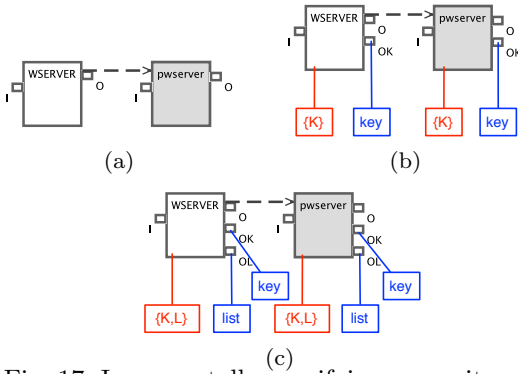 WSERVER
I
O
pwserver
I
O
(a)
WSERVER
I
O
OK
{K}
key
pwserver
I
O
OK
{K}
key
(b)
WSERVER
I
O
OK
OL
{K,L}
list
key
pwserver
I
O
OK
OL
{K,L}
list
key
(c)